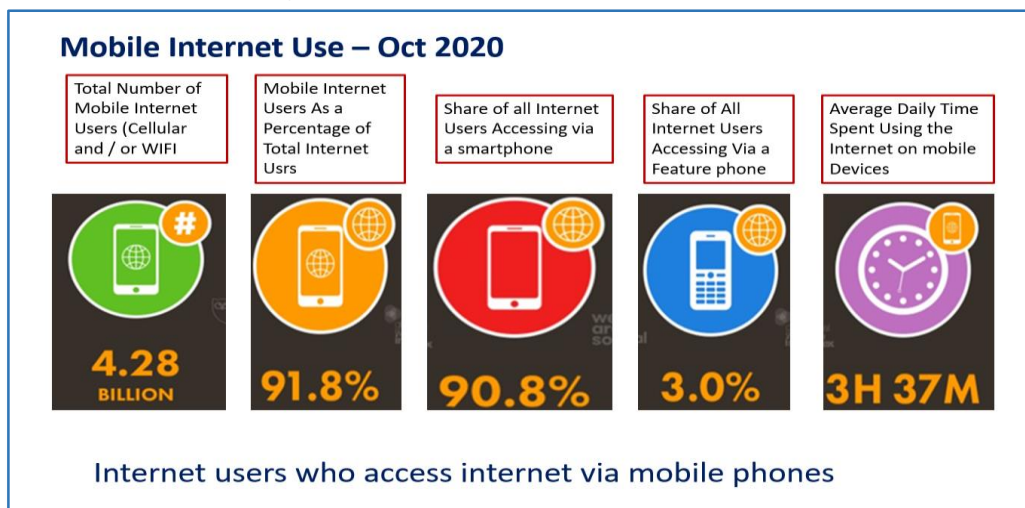 Mobile Internet Use – Oct 2020
Total Number of
Mobile Internet
Users (Cellular
and / or WIFI
Mobile Internet
Users As a
Percentage of
Total Internet
Usrs
Share of all Internet
Users Accessing via
a smartphone
Share of All
Internet Users
Accessing Via a
Feature phone
Average Daily Time
Spent Using the
Internet on mobile
Devices
#
4.28
BILLION
91.8%
90.8%
we
are
social
3.0%
3H 37M
Internet users who access internet via mobile phones